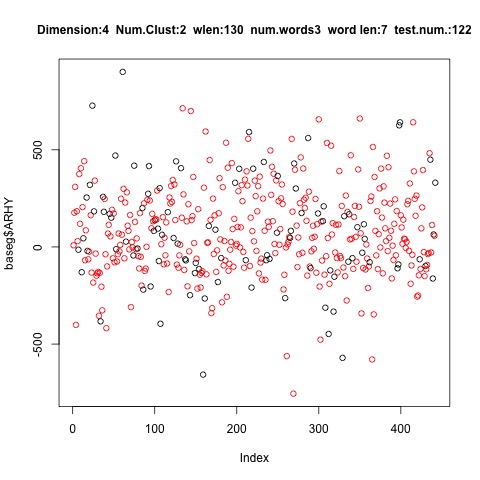 Dimension:4 Num.Clust:2 wlen:130 num.words3 word len:7 test.num.:122
500
0
-500
baseg$ARHY
0 100 200 300 400
Index